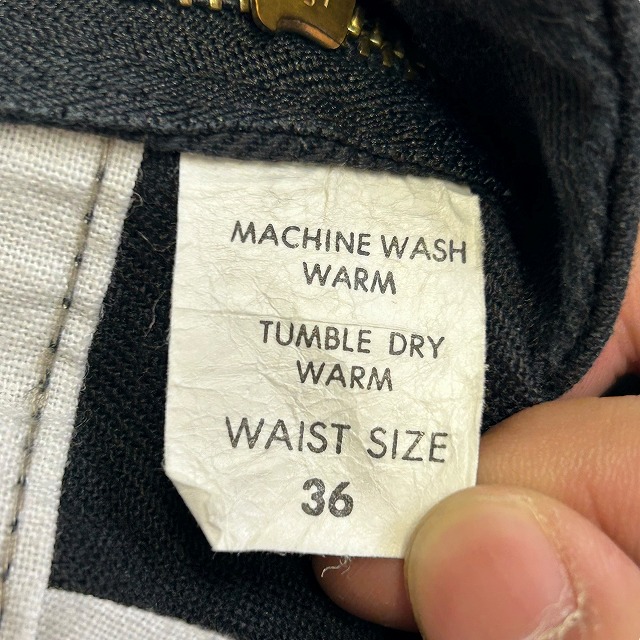 MACHINE WASH
WARM
TUMBLE DRY
WARM
WAIST SIZE
36